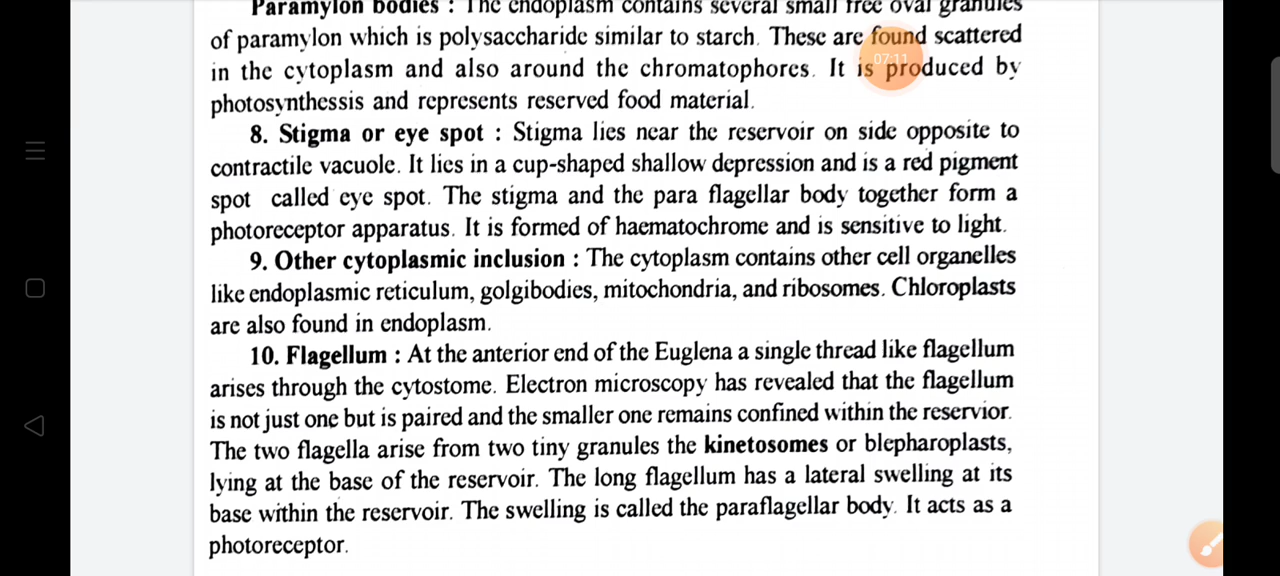 Paramylon bodies : The endoplasm contains several small free oval granules
of paramylon which is polysaccharide similar to starch. These are found scattered
in the cytoplasm and also around the chromatophores. It is produced by
07:11
photosynthessis and represents reserved food material.
8. Stigma or eye spot : Stigma lies near the reservoir on side opposite to
contractile vacuole. It lies in a cup-shaped shallow depression and is a red pigment
spot called eye spot. The stigma and the para flagellar body together form a
photoreceptor apparatus. It is formed of haematochrome and is sensitive to light.
9. Other cytoplasmic inclusion : The cytoplasm contains other cell organelles
like endoplasmic reticulum, golgibodies, mitochondria, and ribosomes. Chloroplasts
are also found in endoplasm.
10. Flagellum : At the anterior end of the Euglena a single thread like flagellum
arises through the cytostome. Electron microscopy has revealed that the flagellum
is not just one but is paired and the smaller one remains confined within the reservior.
The two flagella arise from two tiny granules the kinetosomes or blepharoplasts,
lying at the base of the reservoir. The long flagellum has a lateral swelling at its
base within the reservoir. The swelling is called the paraflagellar body. It acts as a
photoreceptor.